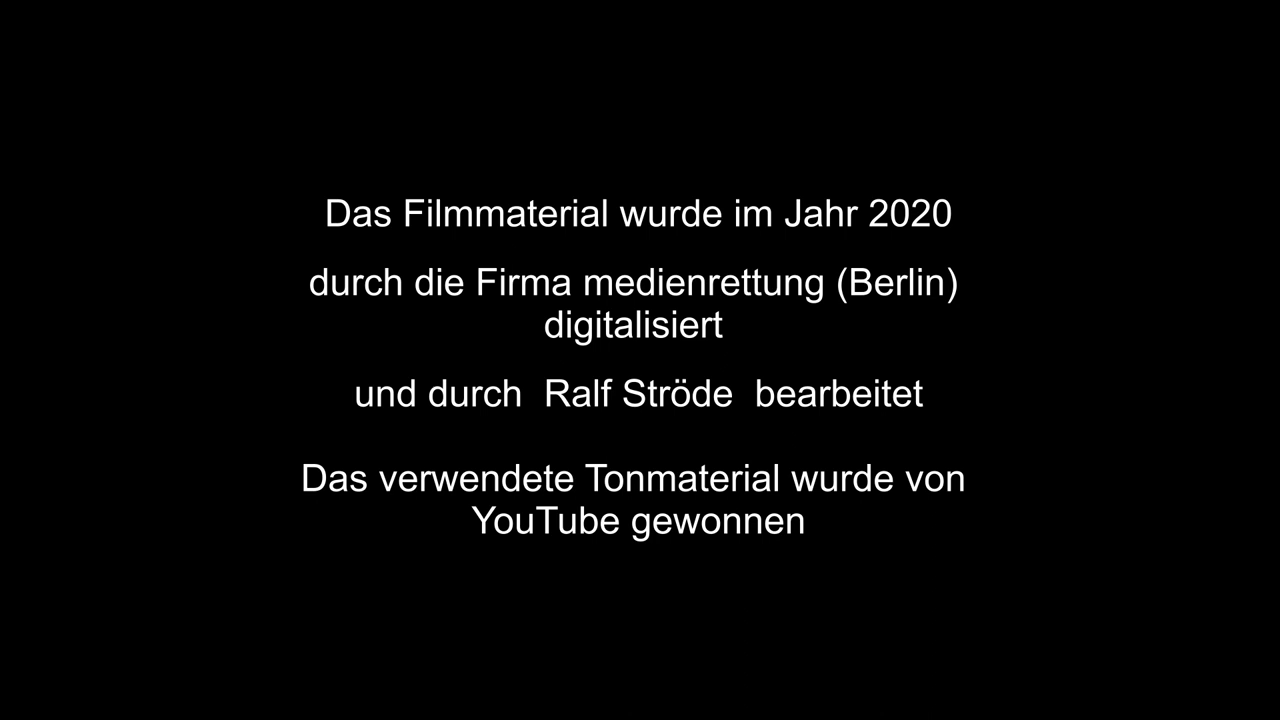 Das Filmmaterial wurde im Jahr 2020
durch die Firma medienrettung (Berlin)
digitalisiert
und durch  Ralf Ströde  bearbeitet
Das verwendete Tonmaterial wurde von
YouTube gewonnen